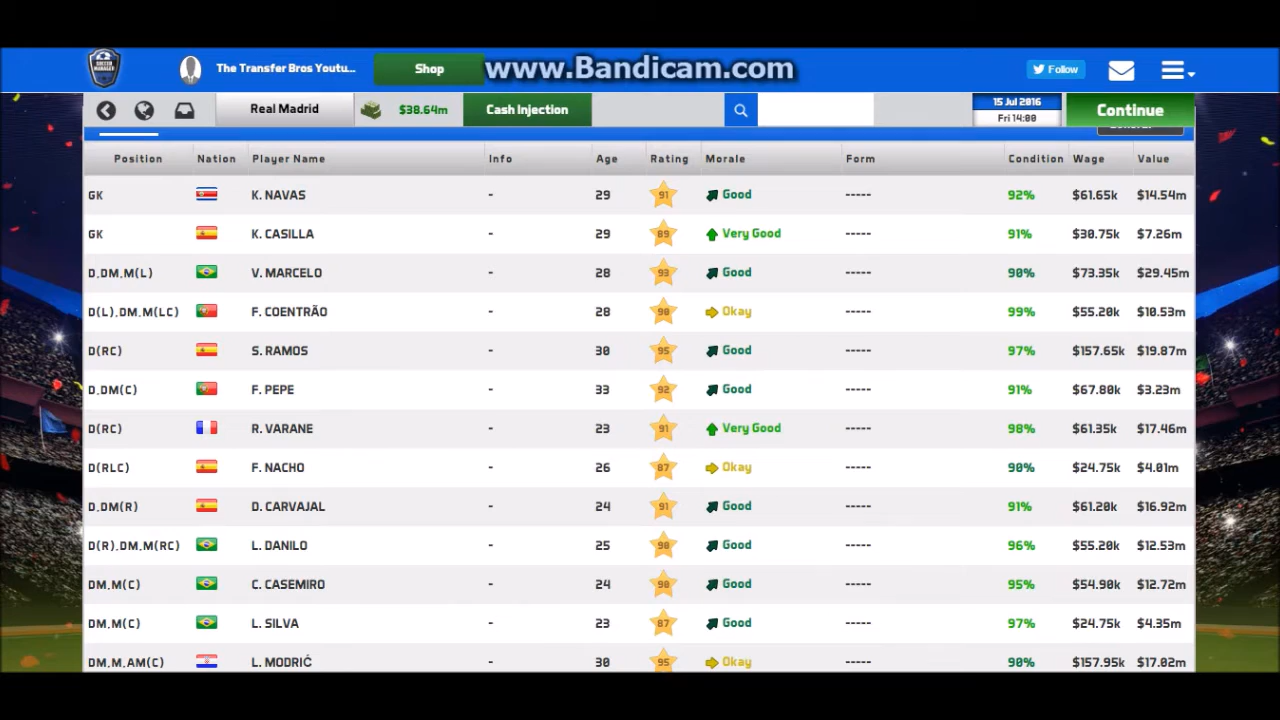 www.Bandicam.com
SOCCER MANAGER The Transfer Bros Youtu... Shop Follow
Real Madrid $38.64m Cash Injection 15 Jul 2016 Fri 14:00 Continue
Position Nation Player Name Info Age Rating Morale Form Condition Wage Value
GK K. NAVAS - 29 91 Good ----- 92% $61.65k $14.54m
GK K. CASILLA - 29 89 Very Good ----- 91% $30.75k $7.26m
D,DM,M(L) V. MARCELO - 28 93 Good ----- 90% $73.35k $29.45m
D(L),DM,M(LC) F. COENTRÃO - 28 90 Okay ----- 99% $55.20k $10.53m
D(RC) S. RAMOS - 30 95 Good ----- 97% $157.65k $19.87m
D,DM(C) F. PEPE - 33 92 Good ----- 91% $67.80k $3.23m
D(RC) R. VARANE - 23 91 Very Good ----- 98% $61.35k $17.46m
D(RLC) F. NACHO - 26 87 Okay ----- 90% $24.75k $4.01m
D,DM(R) D. CARVAJAL - 24 91 Good ----- 91% $61.20k $16.92m
D(R),DM,M(RC) L. DANILO - 25 90 Good ----- 96% $55.20k $12.53m
DM,M(C) C. CASEMIRO - 24 90 Good ----- 95% $54.90k $12.72m
DM,M(C) L. SILVA - 23 87 Good ----- 97% $24.75k $4.35m
DM,M,AM(C) L. MODRIĆ - 30 95 Okay ----- 90% $157.95k $17.02m